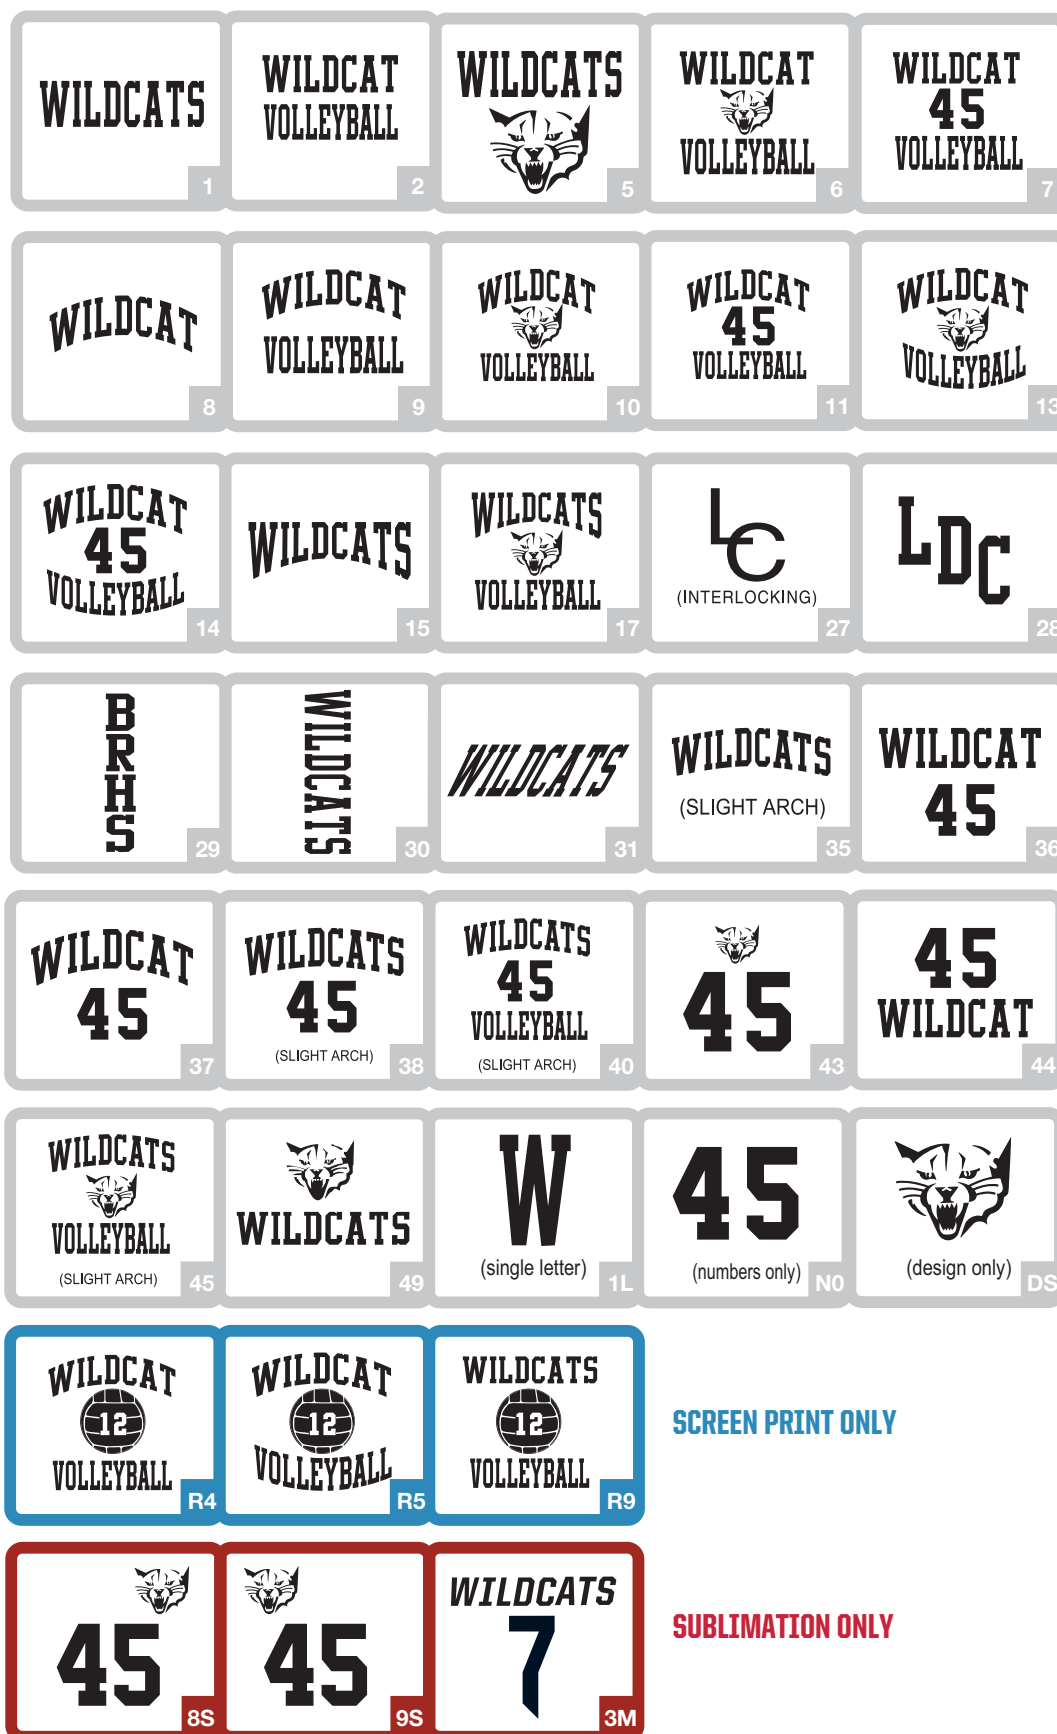 WILDCATS
1
WILDCAT
VOLLEYBALL
2
WILDCATS
5
WILDCAT
VOLLEYBALL
6
WILDCAT
45
VOLLEYBALL
7
WILDCAT
8
WILDCAT
VOLLEYBALL
9
WILDCAT
VOLLEYBALL
10
WILDCAT
45
VOLLEYBALL
11
WILDCAT
VOLLEYBALL
13
WILDCAT
45
VOLLEYBALL
14
WILDCATS
15
WILDCATS
VOLLEYBALL
17
LC
(INTERLOCKING)
27
LDC
28
BRHS
29
WILDCATS
30
WILDCATS
31
WILDCATS
(SLIGHT ARCH)
35
WILDCAT
45
36
WILDCAT
45
37
WILDCATS
45
(SLIGHT ARCH)
38
WILDCATS
45
VOLLEYBALL
(SLIGHT ARCH)
40
45
43
45
WILDCAT
44
WILDCATS
VOLLEYBALL
(SLIGHT ARCH)
45
WILDCATS
49
W
(single letter)
1L
45
(numbers only)
N0
(design only)
DS
WILDCAT
12
VOLLEYBALL
R4
WILDCAT
12
VOLLEYBALL
R5
WILDCATS
12
VOLLEYBALL
R9
SCREEN PRINT ONLY
45
8S
45
9S
WILDCATS
7
3M
SUBLIMATION ONLY